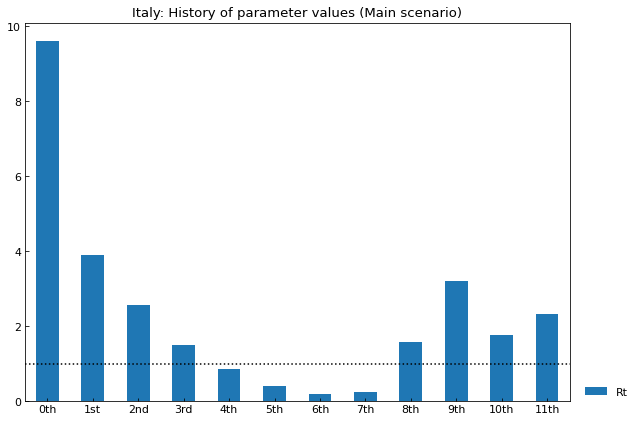 Italy: History of parameter values (Main scenario)
10
8
6
4
2
0
0th 1st 2nd 3rd 4th 5th 6th 7th 8th 9th 10th 11th
Rt